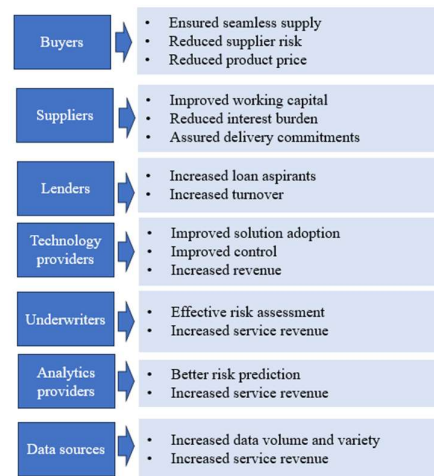 Buyers
• Ensured seamless supply
• Reduced supplier risk
• Reduced product price
Suppliers
• Improved working capital
• Reduced interest burden
• Assured delivery commitments
Lenders
• Increased loan aspirants
• Increased turnover
Technology
providers
• Improved solution adoption
• Improved control
• Increased revenue
Underwriters
• Effective risk assessment
• Increased service revenue
Analytics
providers
• Better risk prediction
• Increased service revenue
Data sources
• Increased data volume and variety
• Increased service revenue